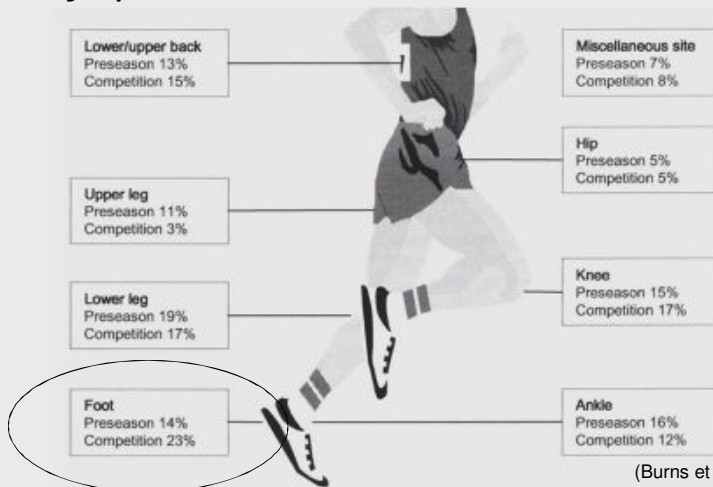 Lower/upper back
Preseason 13%
Competition 15%
Miscellaneous site
Preseason 7%
Competition 8%
Hip
Preseason 5%
Competition 5%
Upper leg
Preseason 11%
Competition 3%
Knee
Preseason 15%
Competition 17%
Lower leg
Preseason 19%
Competition 17%
Foot
Preseason 14%
Competition 23%
Ankle
Preseason 16%
Competition 12%
(Burns et